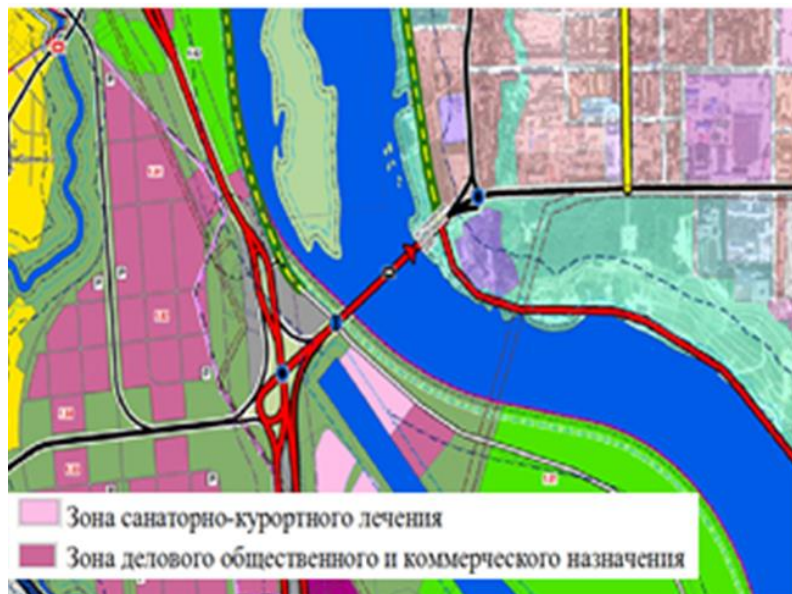 Зона санаторно-курортного лечения
Зона делового общественного и коммерческого назначения